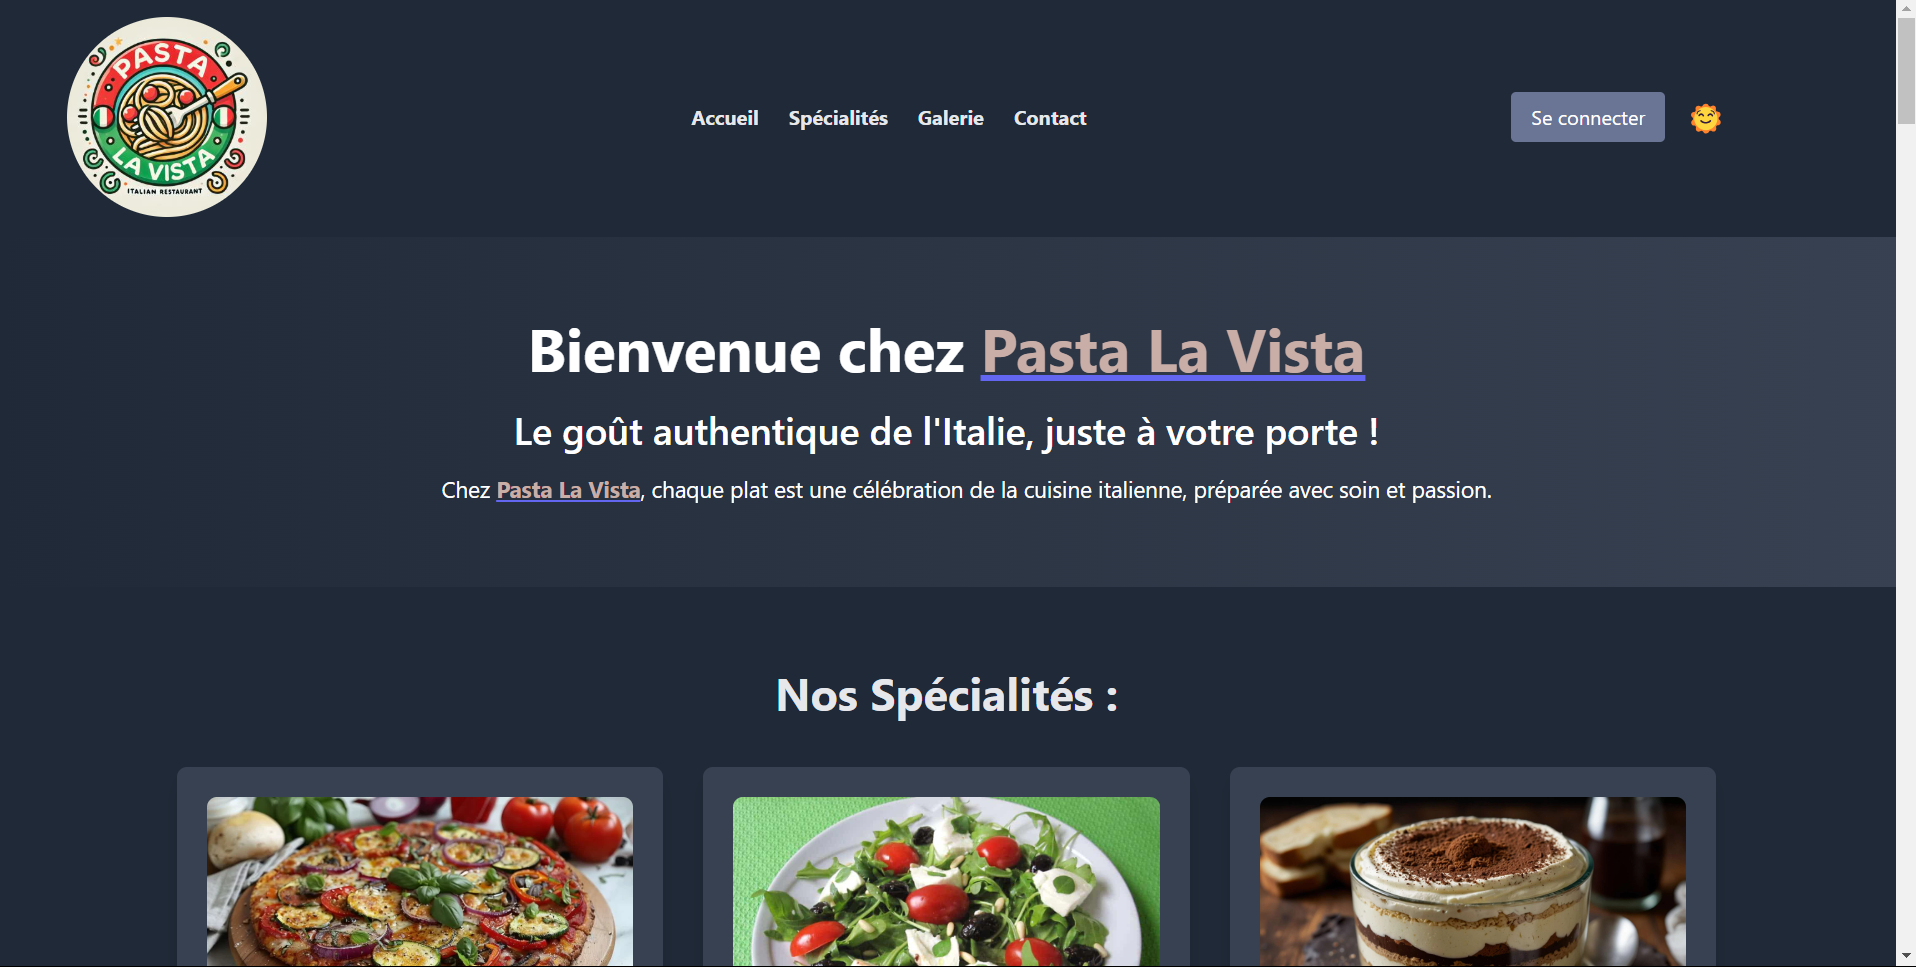 PASTA
LA VISTA
ITALIAN RESTAURANT
Accueil Spécialités Galerie Contact
Se connecter
Bienvenue chez Pasta La Vista
Le goût authentique de l'Italie, juste à votre porte !
Chez Pasta La Vista, chaque plat est une célébration de la cuisine italienne, préparée avec soin et passion.
Nos Spécialités :